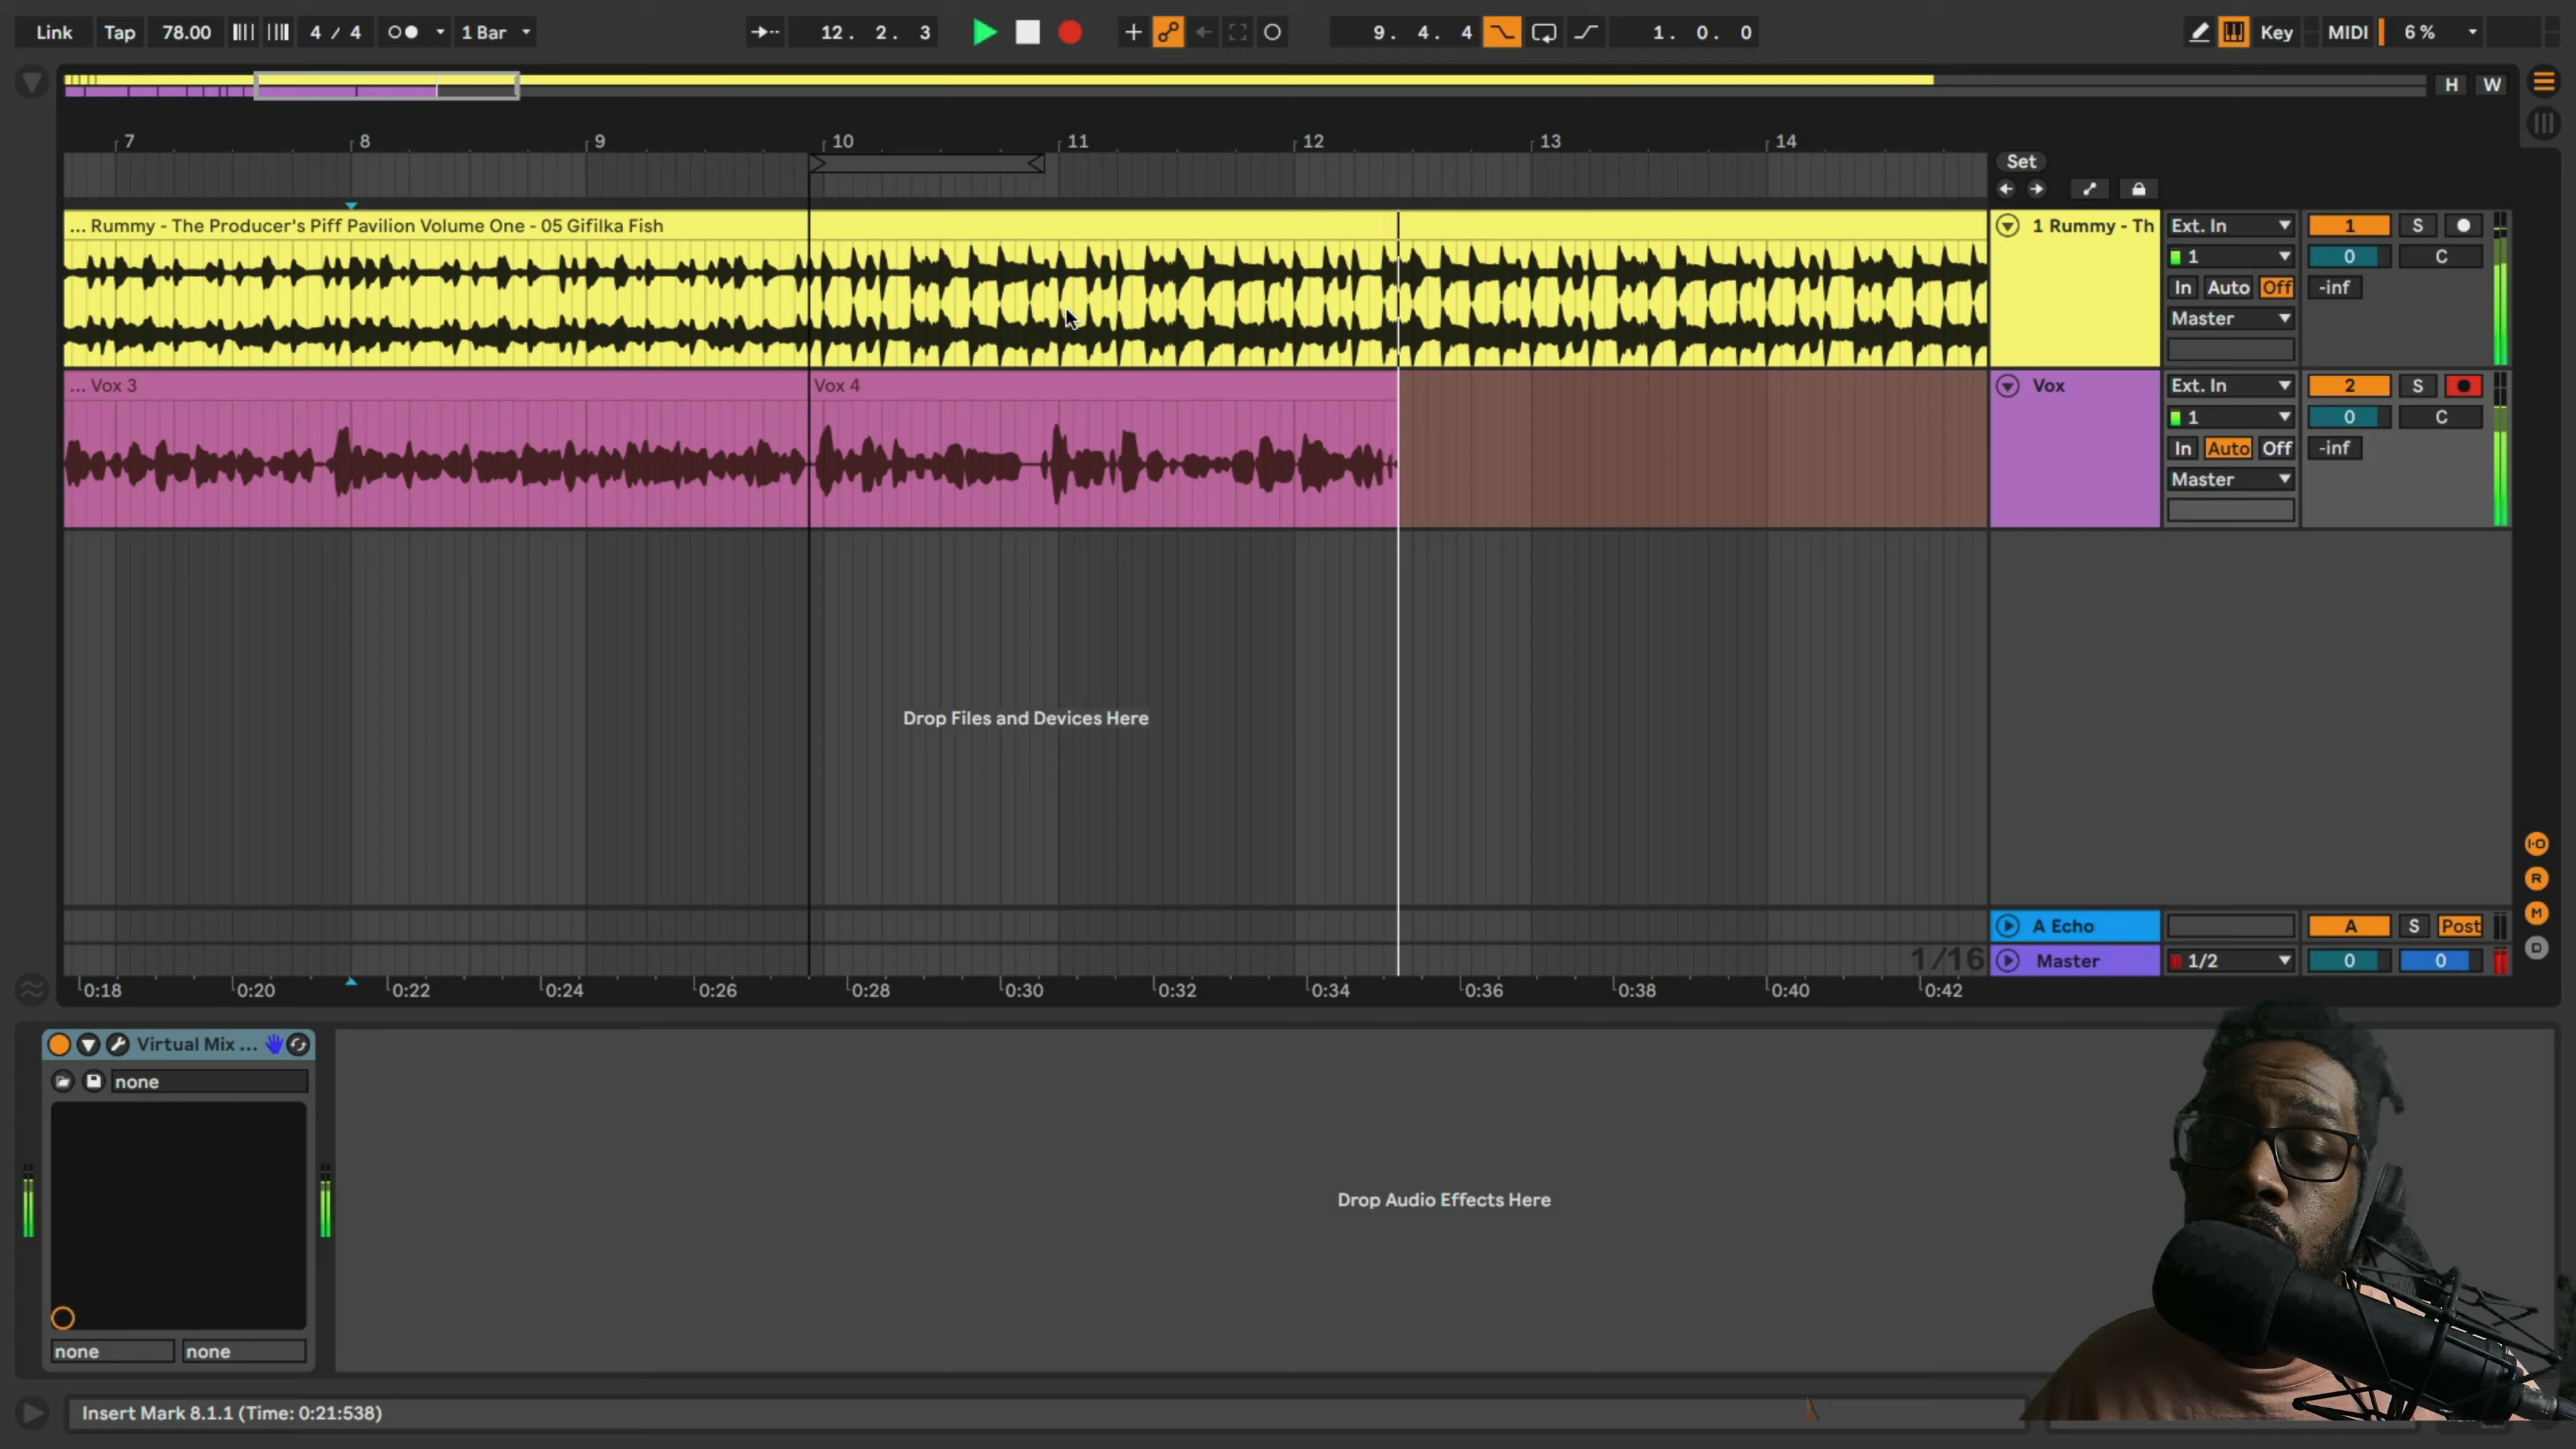 Link Tap 78.00 4 / 4 1 Bar 12. 2. 3 9. 4. 4 1. 0. 0 Key MIDI 6 %
H W
7 8 9 10 11 12 13 14
Set
... Rummy - The Producer's Piff Pavilion Volume One - 05 Gifilka Fish 1 Rummy - Th Ext. In 1 S
1 0 C
In Auto Off -inf
Master
... Vox 3 Vox 4 Vox Ext. In 2 S
1 0 C
In Auto Off -inf
Master
Drop Files and Devices Here
I·O
R
M
D
A Echo A S Post
1/16 Master 1/2 0 0
0:18 0:20 0:22 0:24 0:26 0:28 0:30 0:32 0:34 0:36 0:38 0:40 0:42
Virtual Mix ...
none
Drop Audio Effects Here
none none
Insert Mark 8.1.1 (Time: 0:21:538)